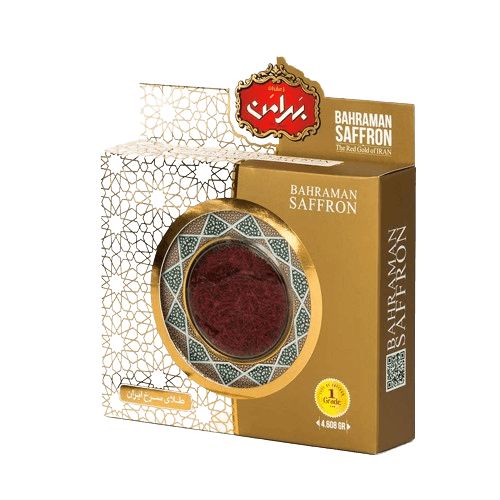 بهرامن
BAHRAMAN
SAFFRON
The Red Gold of IRAN
BAHRAMAN
SAFFRON
BAHRAMAN
SAFFRON
طلای سرخ ایران
1
Grade
4.608 GR